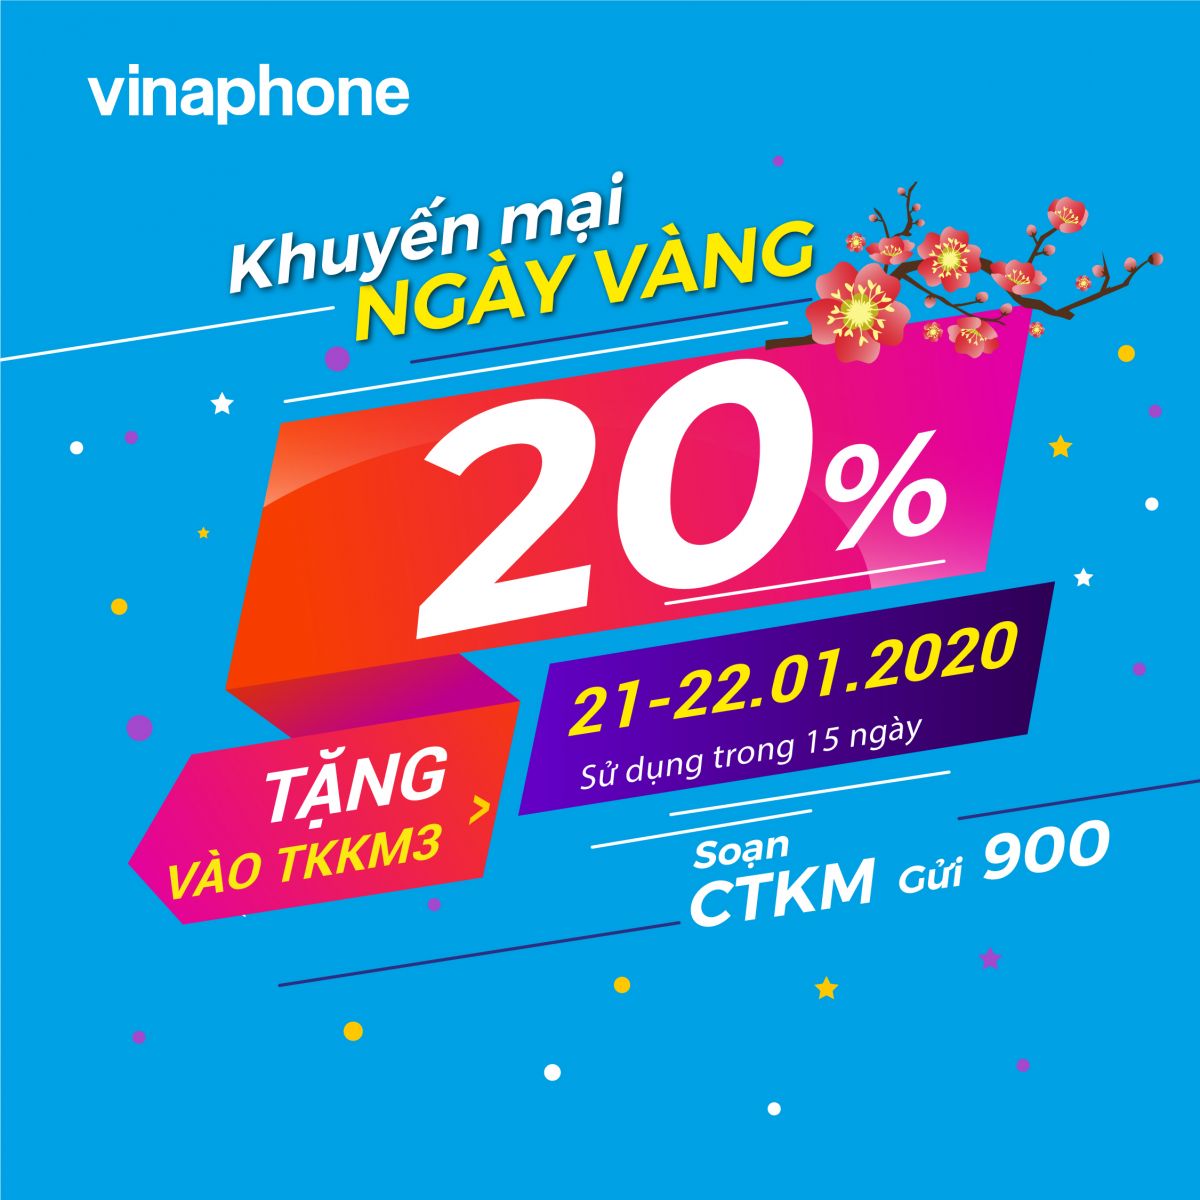 vinaphone
Khuyến mại
NGÀY VÀNG
20%
21-22.01.2020
Sử dụng trong 15 ngày
TẶNG
VÀO TKKM3 >
Soạn
CTKM Gửi 900